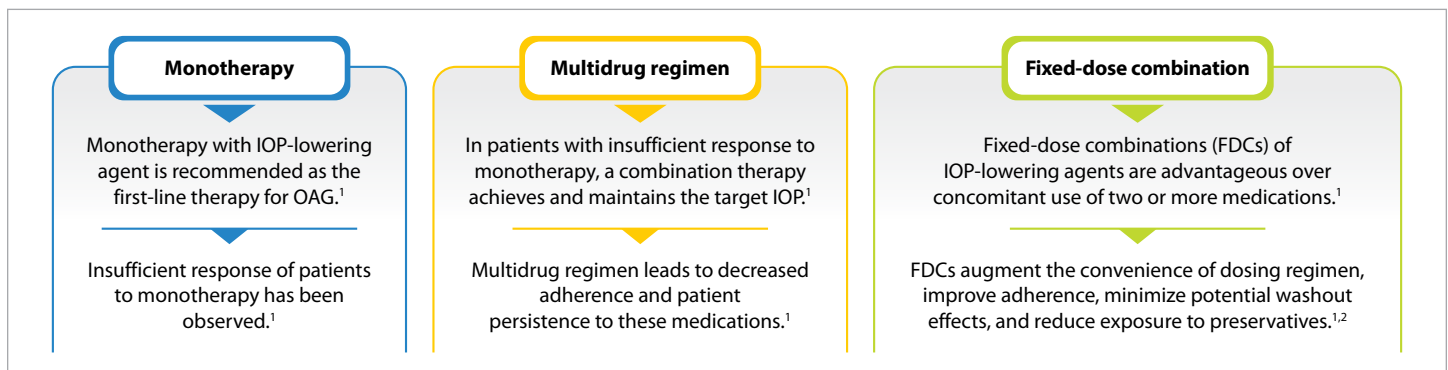 Monotherapy
Monotherapy with IOP-lowering
agent is recommended as the
first-line therapy for OAG.¹
Insufficient response of patients
to monotherapy has been
observed.¹
Multidrug regimen
In patients with insufficient response to
monotherapy, a combination therapy
achieves and maintains the target IOP.¹
Multidrug regimen leads to decreased
adherence and patient
persistence to these medications.¹
Fixed-dose combination
Fixed-dose combinations (FDCs) of
IOP-lowering agents are advantageous over
concomitant use of two or more medications.¹
FDCs augment the convenience of dosing regimen,
improve adherence, minimize potential washout
effects, and reduce exposure to preservatives.¹,²